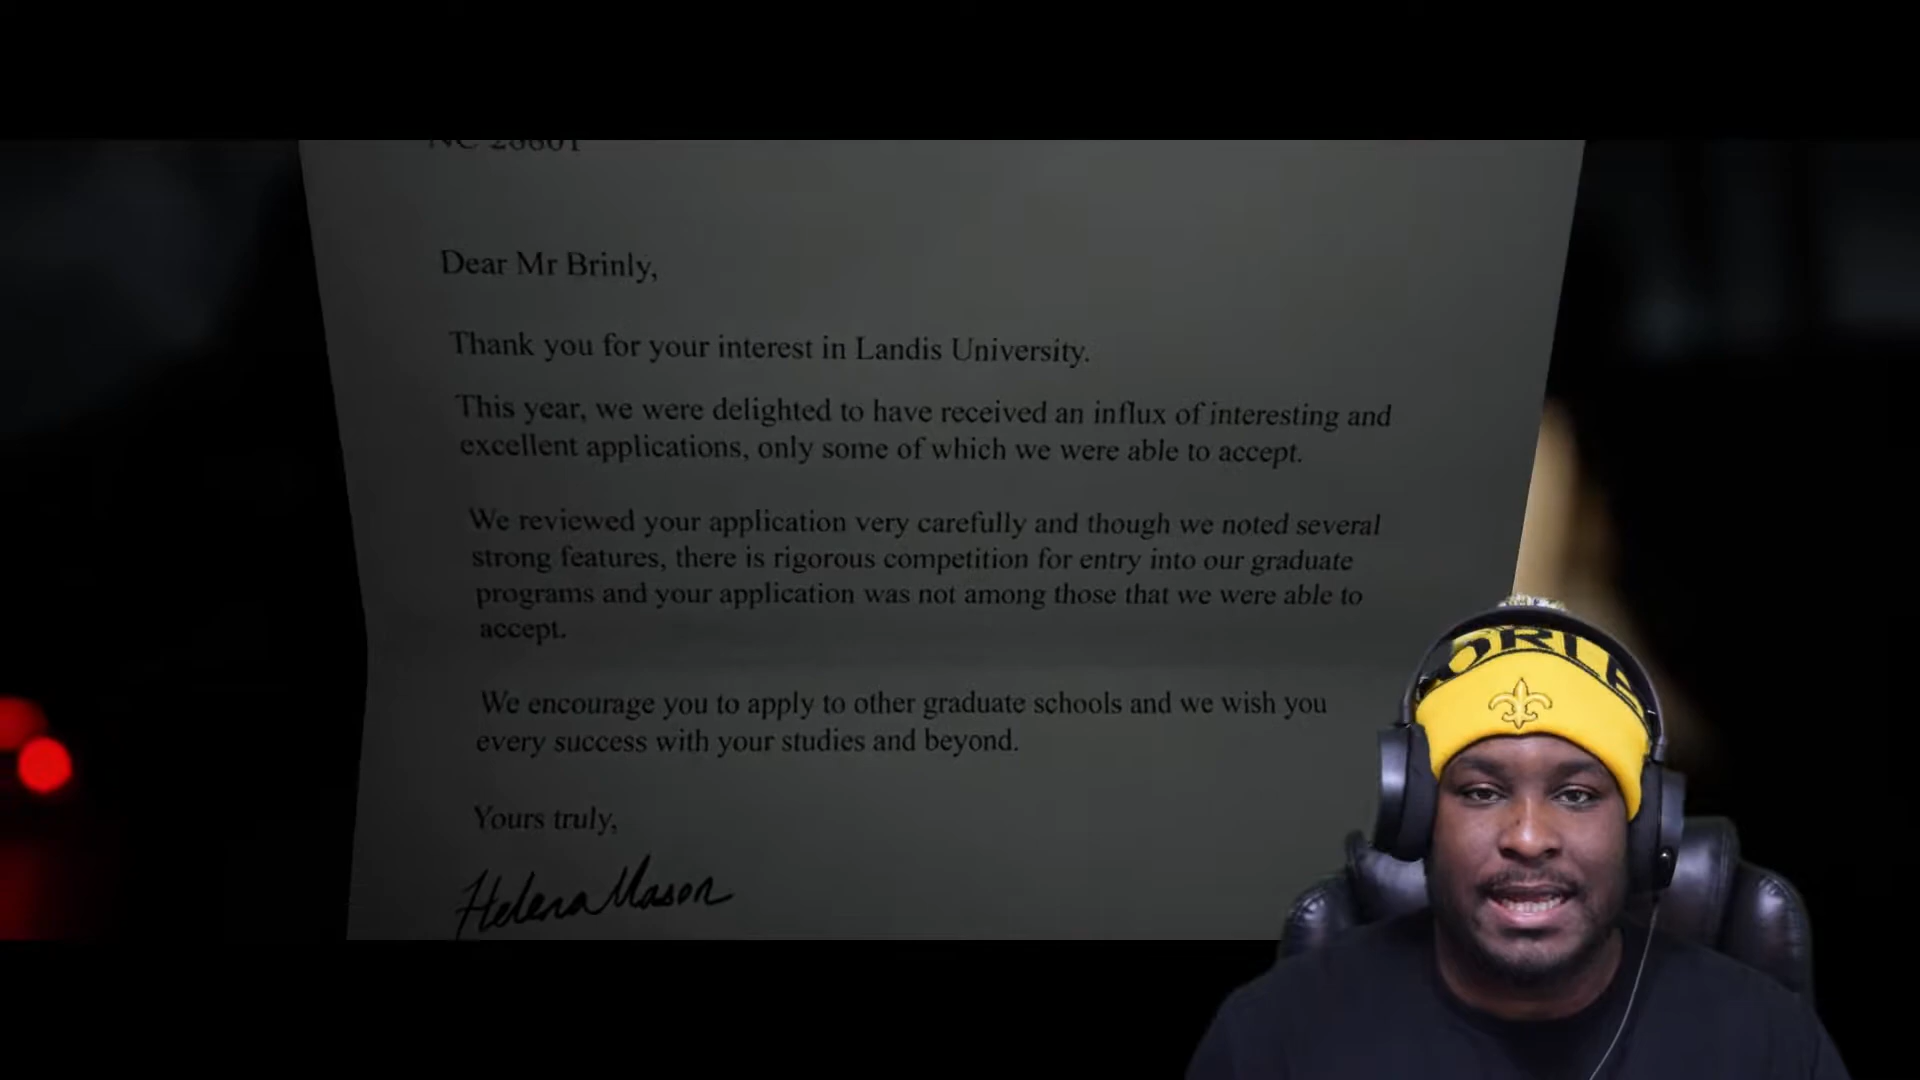 NC 28601
Dear Mr Brinly,
Thank you for your interest in Landis University.
This year, we were delighted to have received an influx of interesting and
excellent applications, only some of which we were able to accept.
We reviewed your application very carefully and though we noted several
strong features, there is rigorous competition for entry into our graduate
programs and your application was not among those that we were able to
accept.
We encourage you to apply to other graduate schools and we wish you
every success with your studies and beyond.
Yours truly,
Helena Mason
ORLE